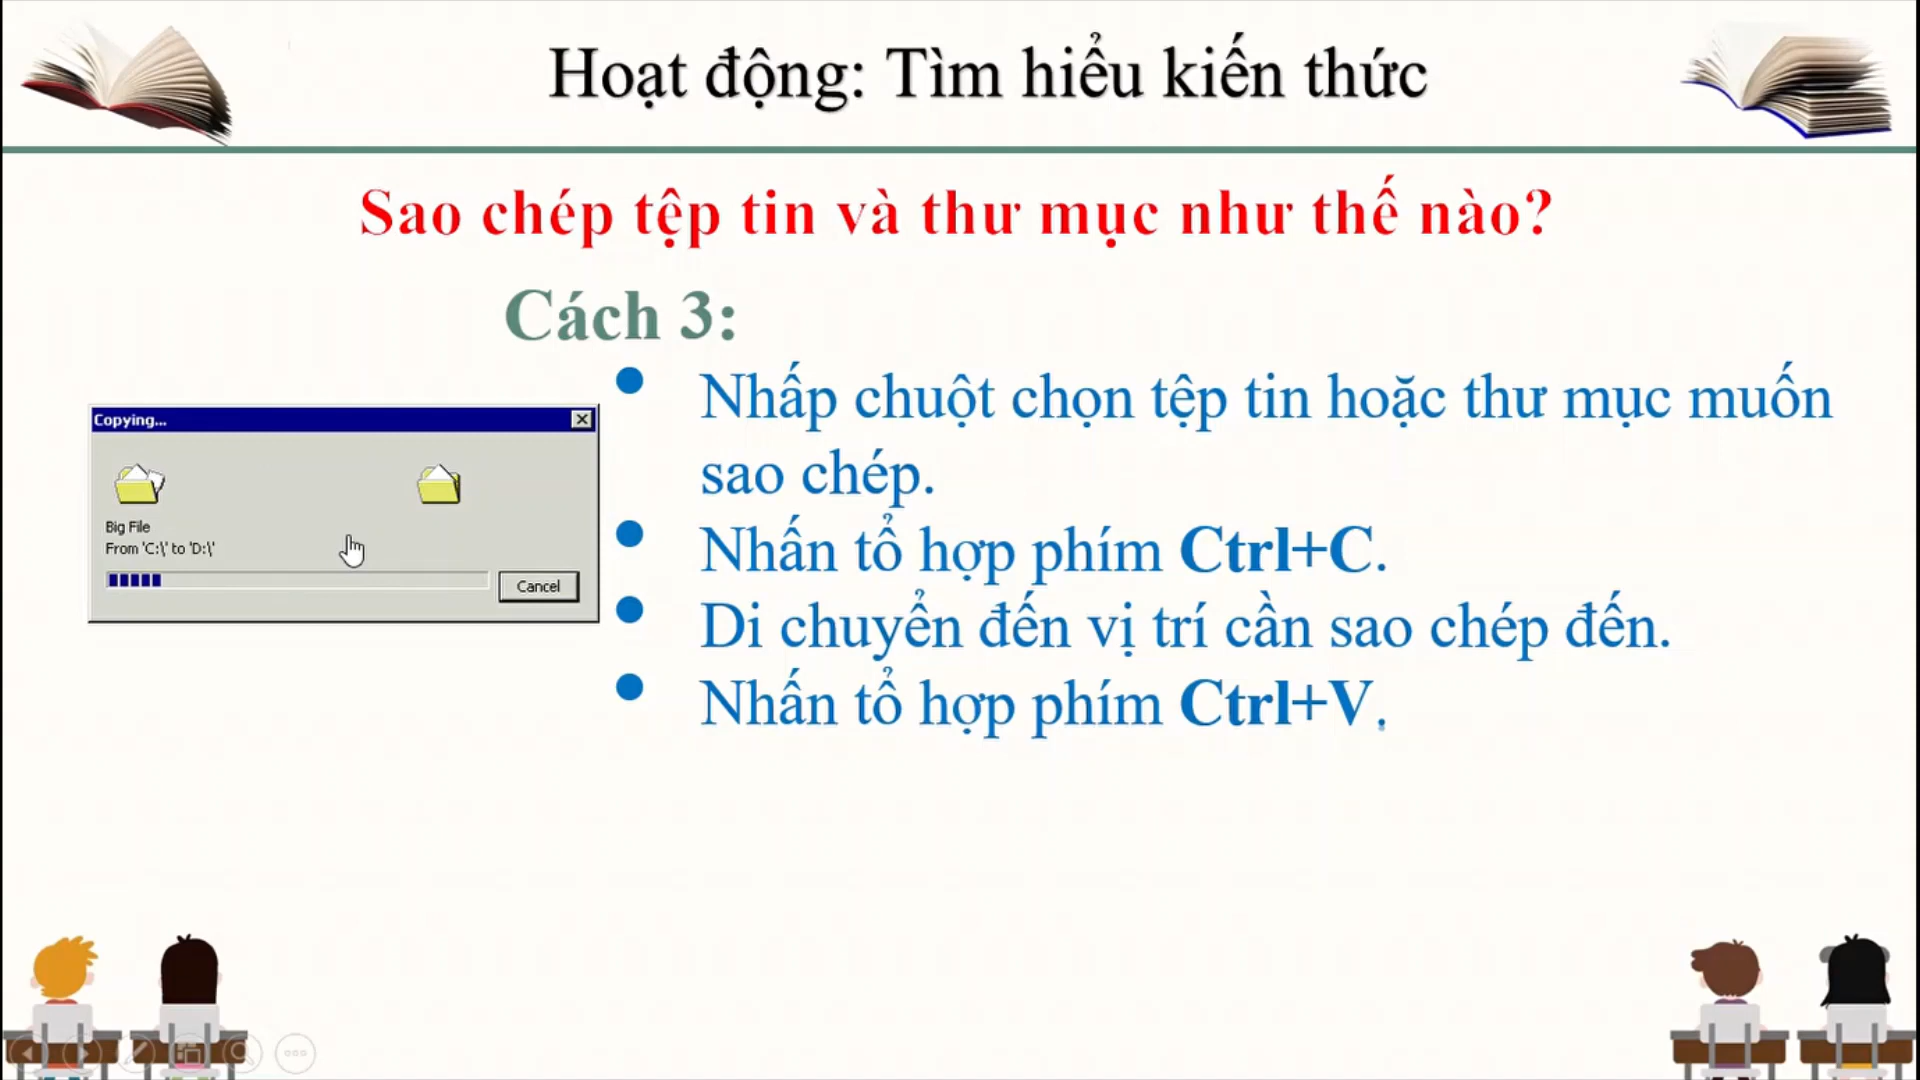 Hoạt động: Tìm hiểu kiến thức
Sao chép tệp tin và thư mục như thế nào?
Cách 3:
Nhấp chuột chọn tệp tin hoặc thư mục muốn
sao chép.
Nhấn tổ hợp phím Ctrl+C.
Di chuyển đến vị trí cần sao chép đến.
Nhấn tổ hợp phím Ctrl+V.
Copying...
Big File
From 'C:\' to 'D:\'
Cancel